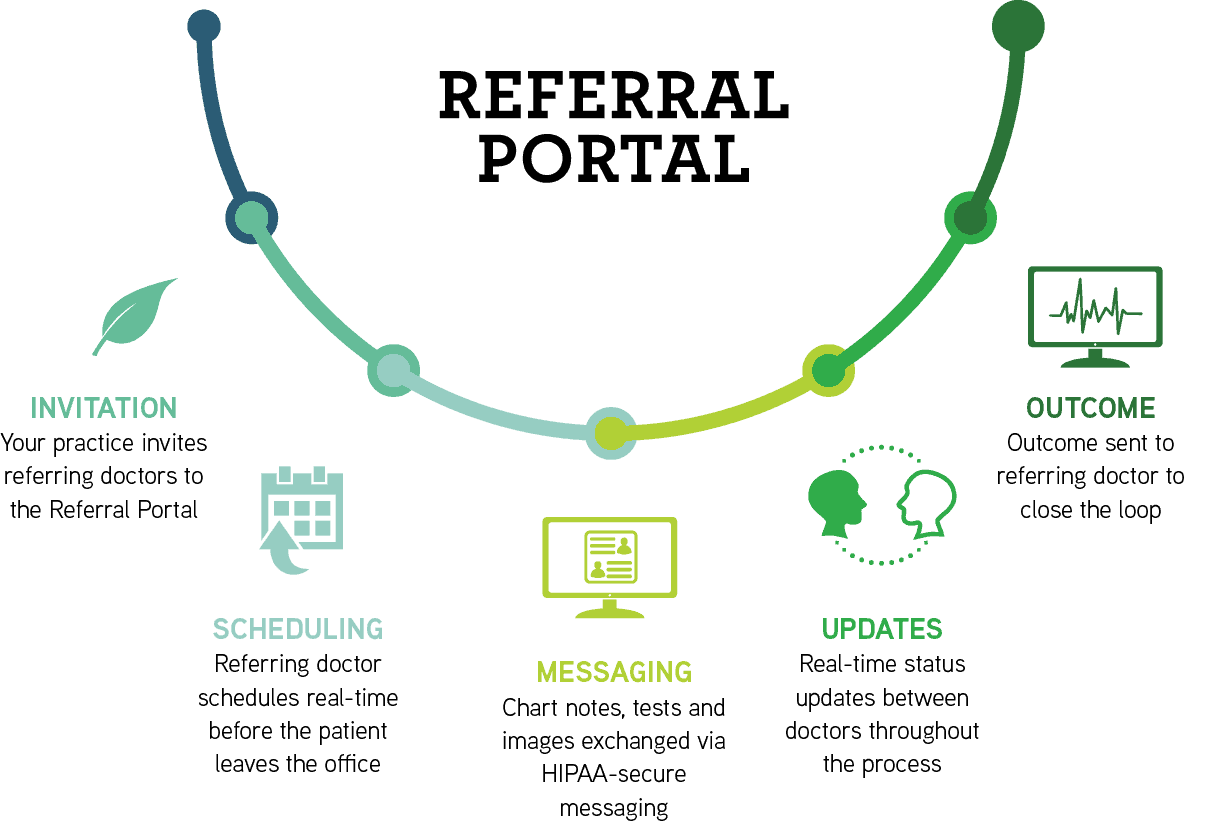 REFERRAL
PORTAL
INVITATION
Your practice invites
referring doctors to
the Referral Portal
SCHEDULING
Referring doctor
schedules real-time
before the patient
leaves the office
MESSAGING
Chart notes, tests and
images exchanged via
HIPAA-secure
messaging
UPDATES
Real-time status
updates between
doctors throughout
the process
OUTCOME
Outcome sent to
referring doctor to
close the loop